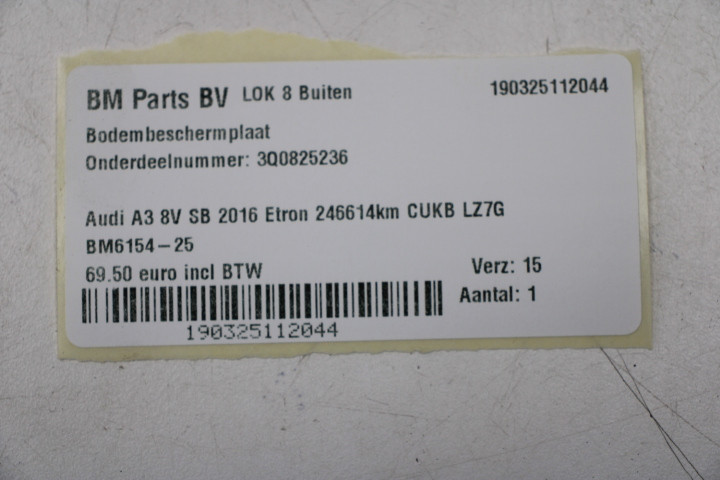 BM Parts BV LOK 8 Buiten 190325112044
Bodembeschermplaat
Onderdeelnummer: 3Q0825236
Audi A3 8V SB 2016 Etron 246614km CUKB LZ7G
BM6154-25
69.50 euro incl BTW Verz: 15
Aantal: 1
190325112044